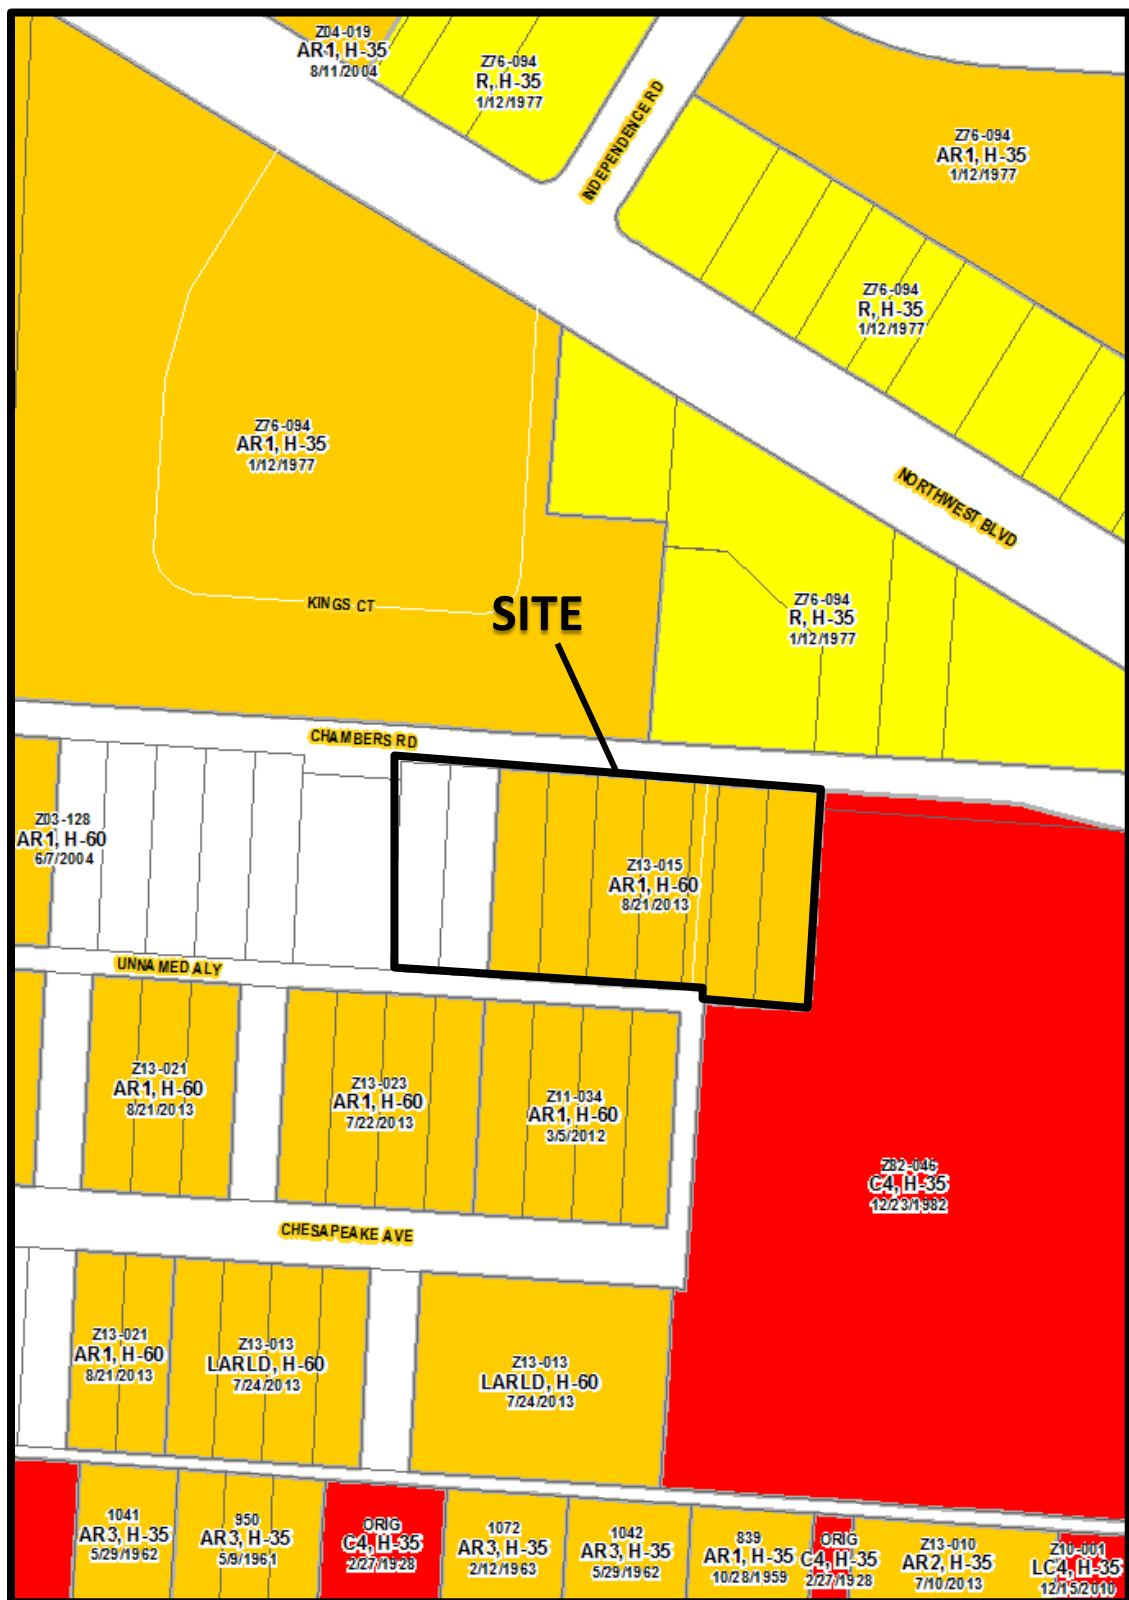 Z04-019
AR1, H-35
8/11/2004
Z76-094
R, H-35
1/12/1977
INDEPENDENCE RD
Z76-094
AR1, H-35
1/12/1977
Z76-094
R, H-35
1/12/1977
Z76-094
AR1, H-35
1/12/1977
NORTHWEST BLVD
KINGS CT
SITE
Z76-094
R, H-35
1/12/1977
CHAMBERS RD
Z03-128
AR1, H-60
6/7/2004
Z13-015
AR1, H-60
8/21/2013
UNNAMED ALY
Z13-021
AR1, H-60
8/21/2013
Z13-023
AR1, H-60
7/22/2013
Z11-034
AR1, H-60
3/5/2012
Z82-046
C4, H-35
12/23/1982
CHESAPEAKE AVE
Z13-021
AR1, H-60
8/21/2013
Z13-013
LARLD, H-60
7/24/2013
Z13-013
LARLD, H-60
7/24/2013
1041
AR3, H-35
5/29/1962
950
AR3, H-35
5/9/1961
ORIG
C4, H-35
2/27/1928
1072
AR3, H-35
2/12/1963
1042
AR3, H-35
5/29/1962
839
AR1, H-35
10/28/1959
ORIG
C4, H-35
2/27/1928
Z13-010
AR2, H-35
7/10/2013
Z10-001
LC4, H-35
12/15/2010